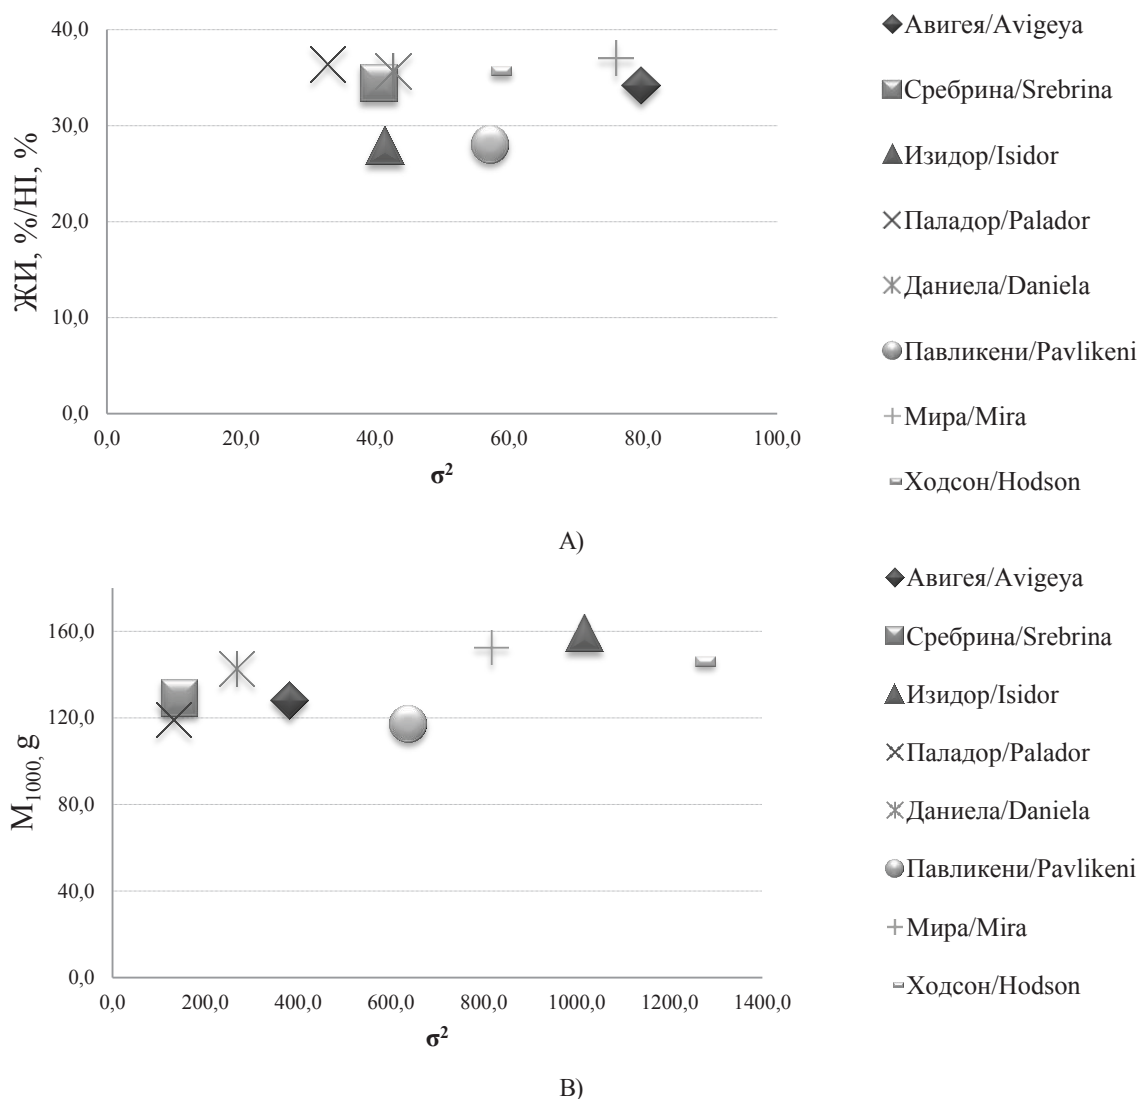 40,0
30,0
20,0
10,0
0,0
ЖИ, %/HI, %
0,0 20,0 40,0 60,0 80,0 100,0
σ²
Авигея/Avigeya
Сребрина/Srebrina
Изидор/Isidor
Паладор/Palador
Даниела/Daniela
Павликени/Pavlikeni
Мира/Mira
Ходсон/Hodson
А)
160,0
120,0
80,0
40,0
0,0
M1000, g
0,0 200,0 400,0 600,0 800,0 1000,0 1200,0 1400,0
σ²
Авигея/Avigeya
Сребрина/Srebrina
Изидор/Isidor
Паладор/Palador
Даниела/Daniela
Павликени/Pavlikeni
Мира/Mira
Ходсон/Hodson
В)